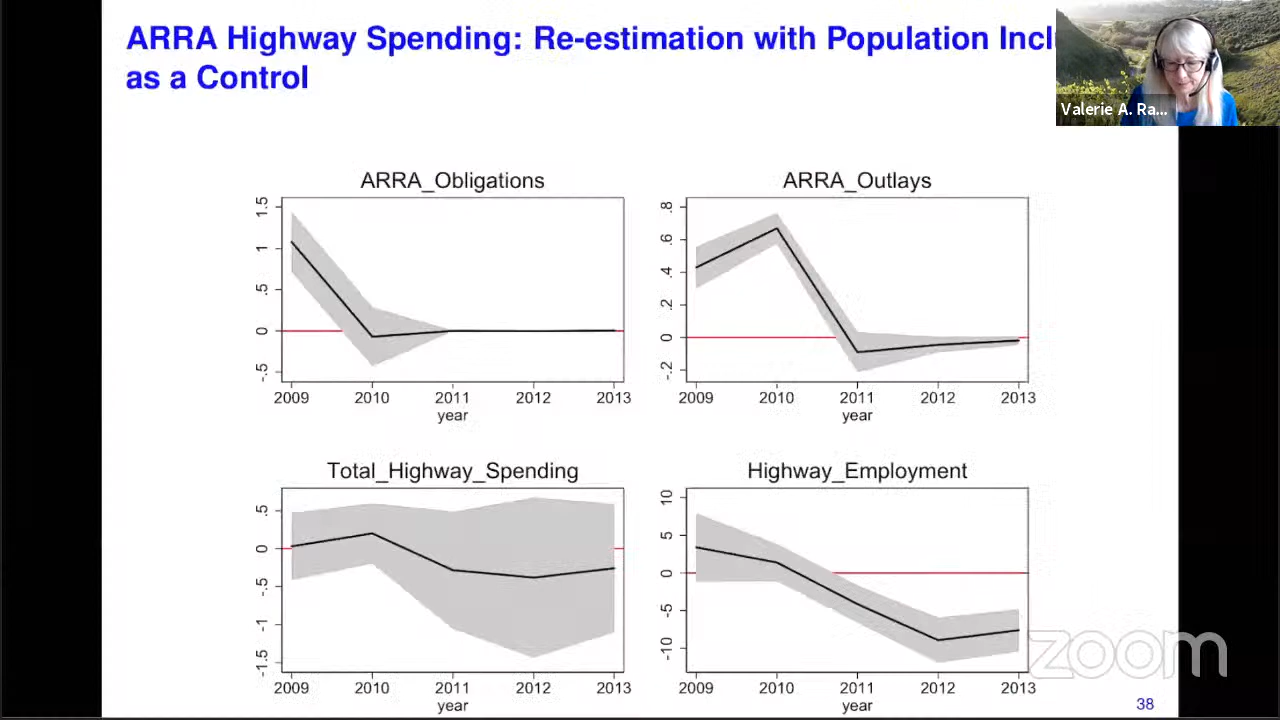 ARRA Highway Spending: Re-estimation with Population Incl
as a Control
Valerie A. Ra...
ARRA_Obligations
1.5
1
.5
0
-.5
2009 2010 2011 2012 2013
year
ARRA_Outlays
.8
.6
.4
.2
0
-.2
2009 2010 2011 2012 2013
year
Total_Highway_Spending
.5
0
-.5
-1
-1.5
2009 2010 2011 2012 2013
year
Highway_Employment
10
5
0
-5
-10
2009 2010 2011 2012 2013
year
zoom
38